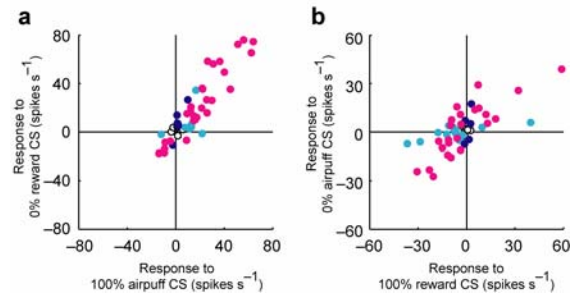 a
b
Response to
0% reward CS (spikes s⁻¹)
80
40
0
−40
−80
−80
−40
0
40
80
Response to
100% airpuff CS (spikes s⁻¹)
Response to
0% airpuff CS (spikes s⁻¹)
60
30
0
−30
−60
−60
−30
0
30
60
Response to
100% reward CS (spikes s⁻¹)